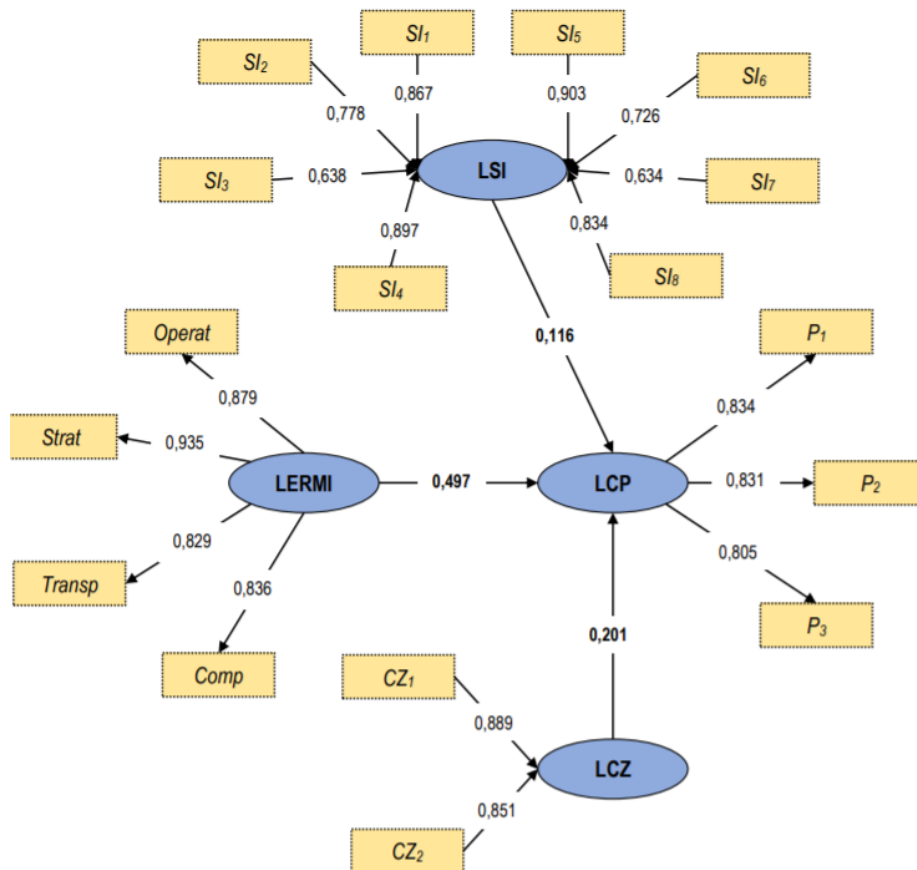 SI1
SI5
SI2
SI6
0,867
0,903
0,778
0,726
SI3
0,638
LSI
0,634
SI7
0,897
0,834
SI4
SI8
Operat
0,116
P1
0,879
0,834
Strat
0,935
LERMI
0,497
LCP
0,831
P2
0,829
0,805
Transp
0,836
P3
0,201
Comp
CZ1
0,889
LCZ
0,851
CZ2